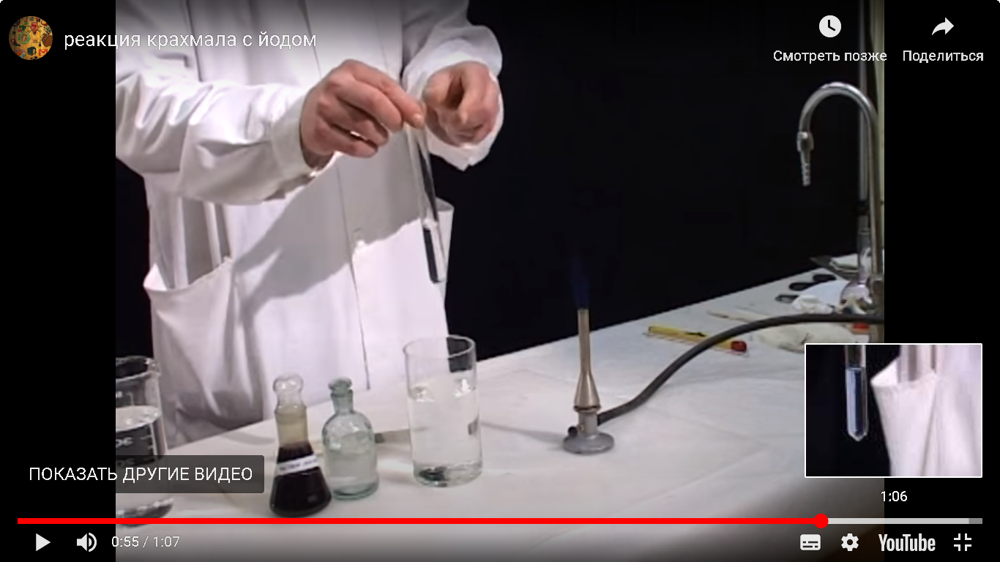 реакция крахмала с йодом
Смотреть позже
Поделиться
ПОКАЗАТЬ ДРУГИЕ ВИДЕО
1:06
0:55 / 1:07
YouTube